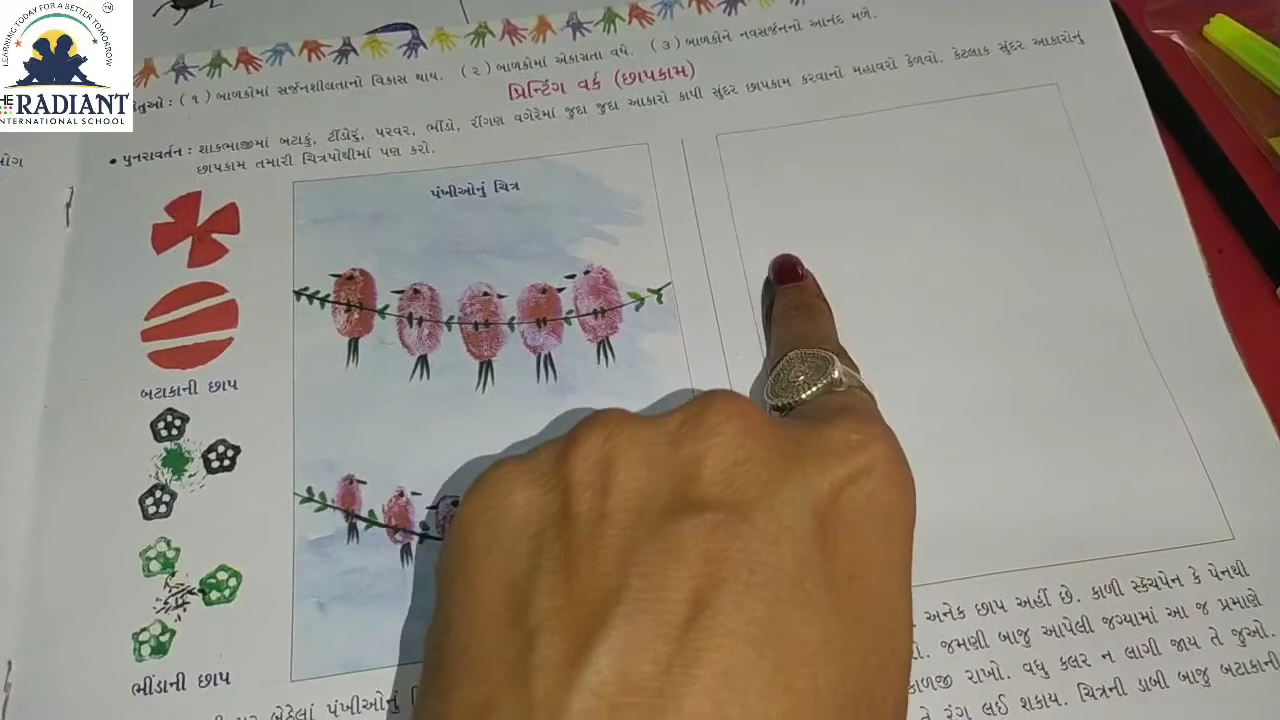 LEARNING TODAY FOR A BETTER TOMORROW
THE RADIANT
INTERNATIONAL SCHOOL
(૧) બાળકોમાં સર્જનશીલતાનો વિકાસ થાય. (૨) બાળકોમાં એકાગ્રતા વધે. (૩) બાળકોને નવસર્જનનો આનંદ મળે.
પ્રિન્ટિંગ વર્ક (છાપકામ)
• પુનરાવર્તન : શાકભાજીમાં બટાકું, ટીંડોરું, પરવર, ભીંડો, રીંગણ વગેરેમાં જુદા જુદા આકારો કાપી સુંદર છાપકામ કરવાનો મહાવરો કેળવો. કેટલાક સુંદર આકારોનું
છાપકામ તમારી ચિત્રપોથીમાં પણ કરો.
પંખીઓનું ચિત્ર
બટાકાની છાપ
ભીંડાની છાપ
અનેક છાપ અહીં છે. કાળી સ્કેચપેન કે પેનથી
જમણી બાજુ આપેલી જગ્યામાં આ જ પ્રમાણે
કાળજી રાખો. વધુ કલર ન લાગી જાય તે જુઓ.
બેઠેલાં પંખીઓનું
તે રંગ લઈ શકાય. ચિત્રની ડાબી બાજુ બટાકાની